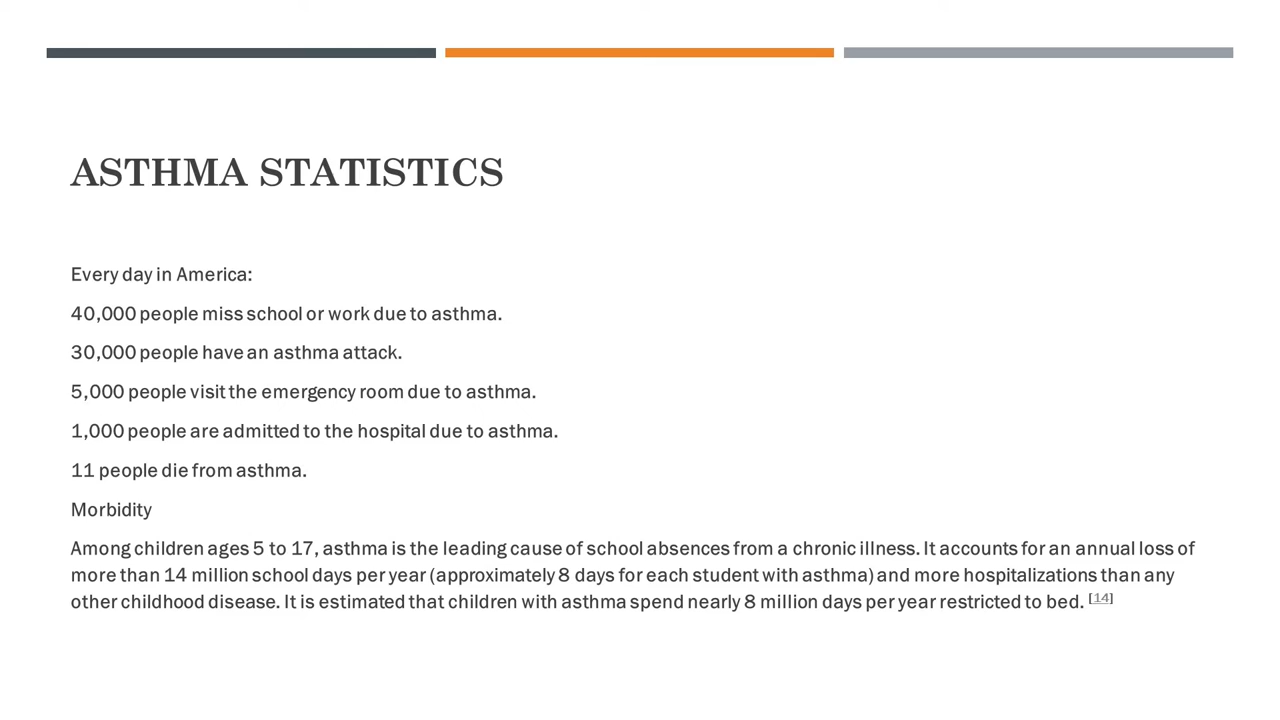 ASTHMA STATISTICS
Every day in America:
40,000 people miss school or work due to asthma.
30,000 people have an asthma attack.
5,000 people visit the emergency room due to asthma.
1,000 people are admitted to the hospital due to asthma.
11 people die from asthma.
Morbidity
Among children ages 5 to 17, asthma is the leading cause of school absences from a chronic illness. It accounts for an annual loss of
more than 14 million school days per year (approximately 8 days for each student with asthma) and more hospitalizations than any
other childhood disease. It is estimated that children with asthma spend nearly 8 million days per year restricted to bed. [14]